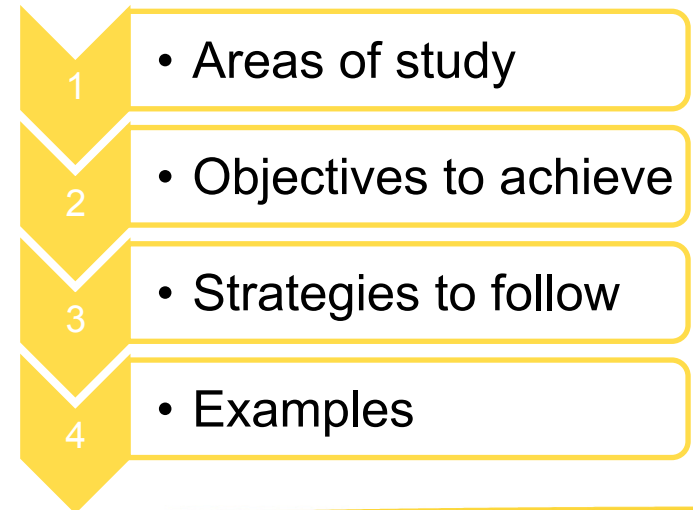 1 • Areas of study
2 • Objectives to achieve
3 • Strategies to follow
4 • Examples